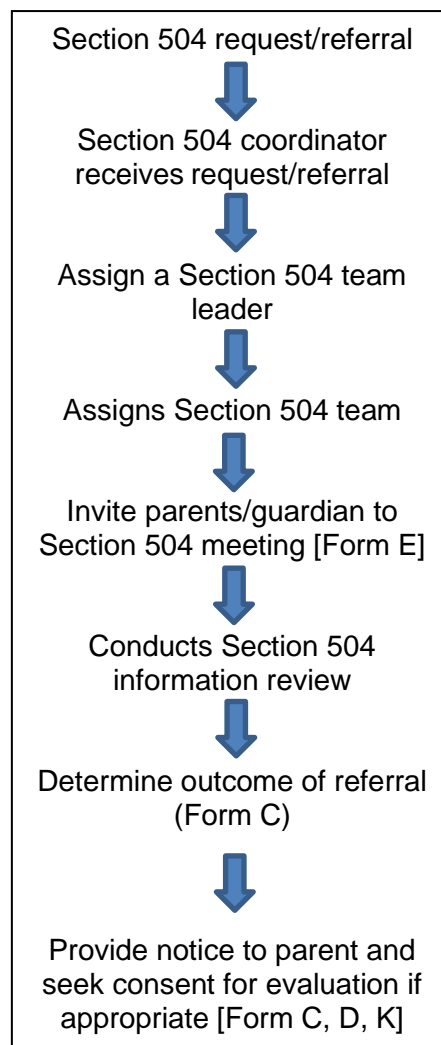 Section 504 request/referral
Section 504 coordinator
receives request/referral
Assign a Section 504 team
leader
Assigns Section 504 team
Invite parents/guardian to
Section 504 meeting [Form E]
Conducts Section 504
information review
Determine outcome of referral
(Form C)
Provide notice to parent and
seek consent for evaluation if
appropriate [Form C, D, K]